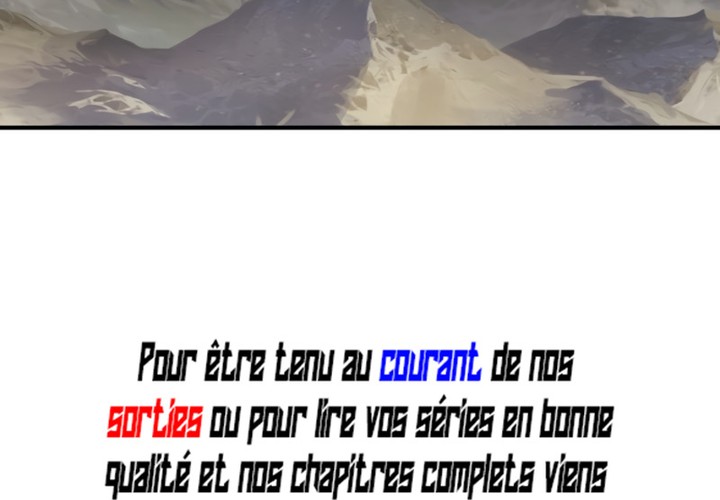 Pour être tenu au courant de nos
sorties ou pour lire vos séries en bonne
qualité et nos chapitres complets viens